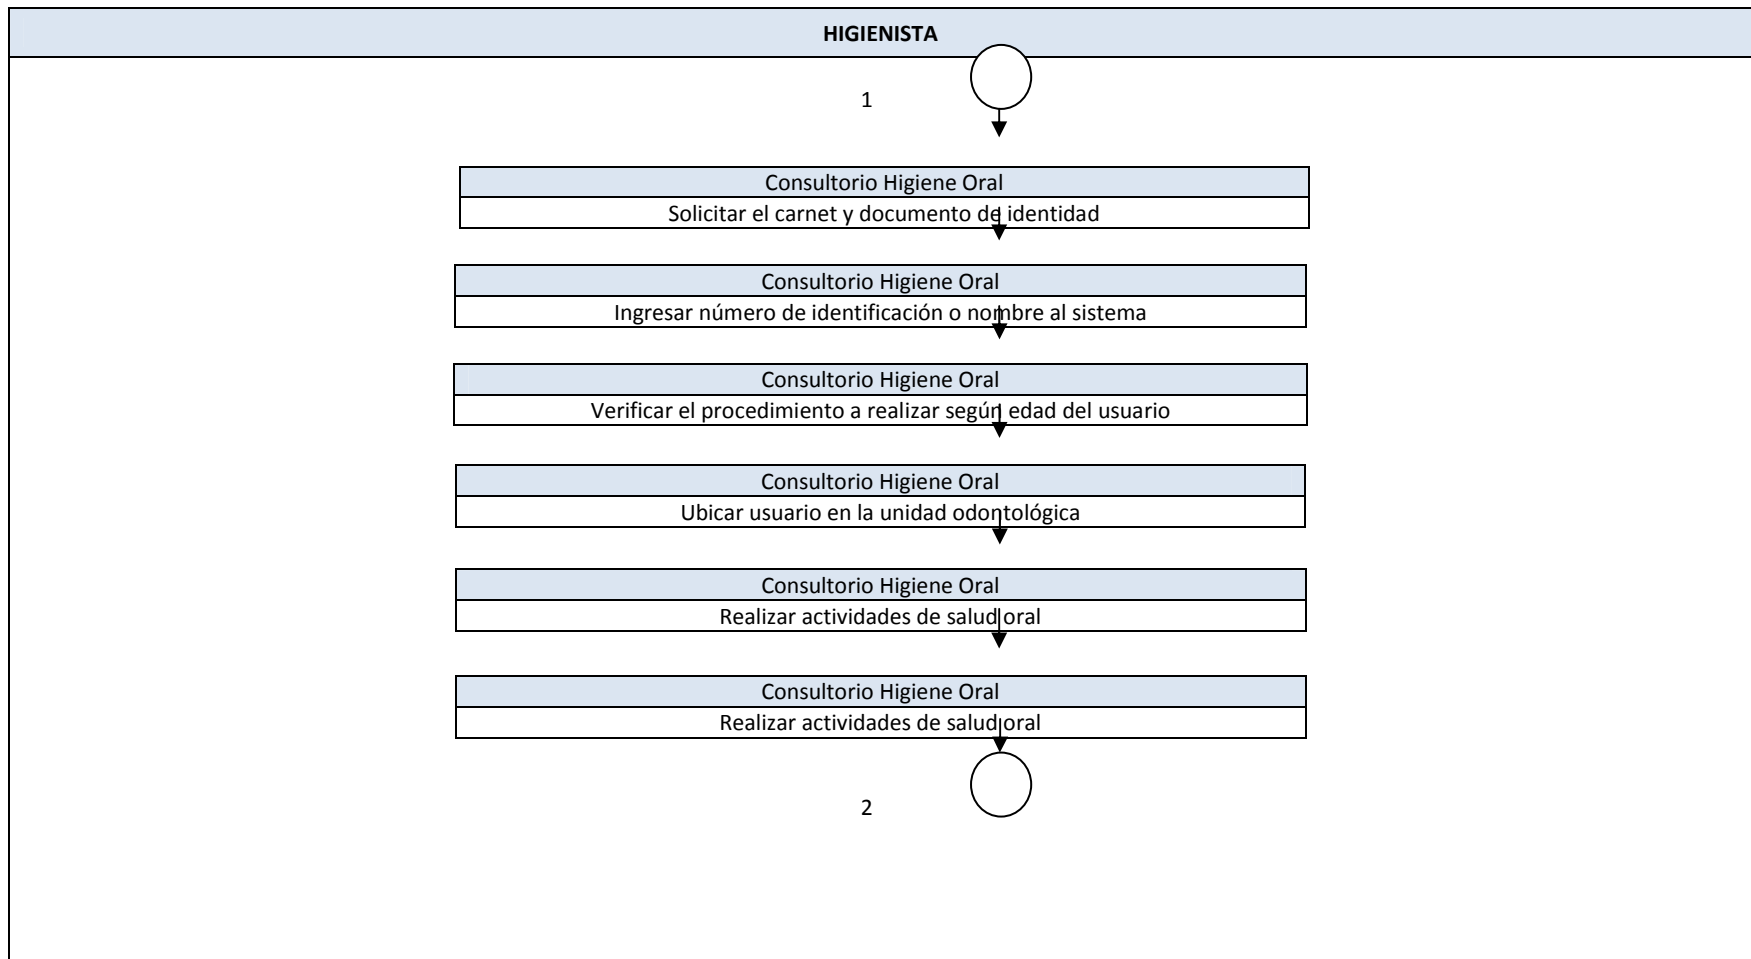 HIGIENISTA
1
Consultorio Higiene Oral
Solicitar el carnet y documento de identidad
Consultorio Higiene Oral
Ingresar número de identificación o nombre al sistema
Consultorio Higiene Oral
Verificar el procedimiento a realizar según edad del usuario
Consultorio Higiene Oral
Ubicar usuario en la unidad odontológica
Consultorio Higiene Oral
Realizar actividades de salud oral
Consultorio Higiene Oral
Realizar actividades de salud oral
2